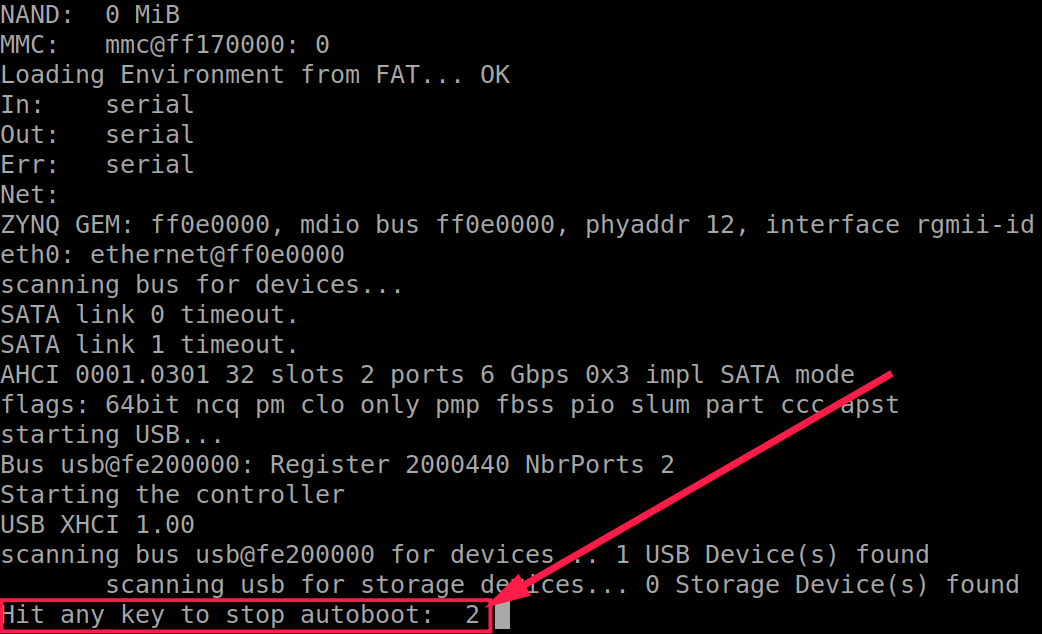 NAND:  0 MiB
MMC:   mmc@ff170000: 0
Loading Environment from FAT... OK
In:    serial
Out:   serial
Err:   serial
Net:
ZYNQ GEM: ff0e0000, mdio bus ff0e0000, phyaddr 12, interface rgmii-id
eth0: ethernet@ff0e0000
scanning bus for devices...
SATA link 0 timeout.
SATA link 1 timeout.
AHCI 0001.0301 32 slots 2 ports 6 Gbps 0x3 impl SATA mode
flags: 64bit ncq pm clo only pmp fbss pio slum part ccc apst
starting USB...
Bus usb@fe200000: Register 2000440 NbrPorts 2
Starting the controller
USB XHCI 1.00
scanning bus usb@fe200000 for devices... 1 USB Device(s) found
       scanning usb for storage devices... 0 Storage Device(s) found
Hit any key to stop autoboot:  2